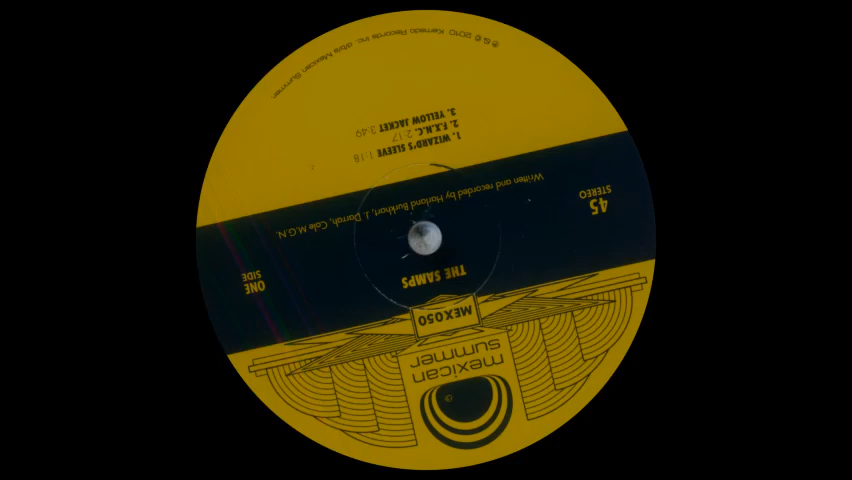 mexican
summer
MEX050
THE SAMPS
ONE
SIDE
45
STEREO
Written and recorded by Harland Burkhart, J. Darrah, Cole M.G.N.
1. WIZARD'S SLEEVE 1:18
2. F.X.N.C. 2:17
3. YELLOW JACKET 3:49
℗ & © 2010 Kemado Records Inc. d/b/a Mexican Summer